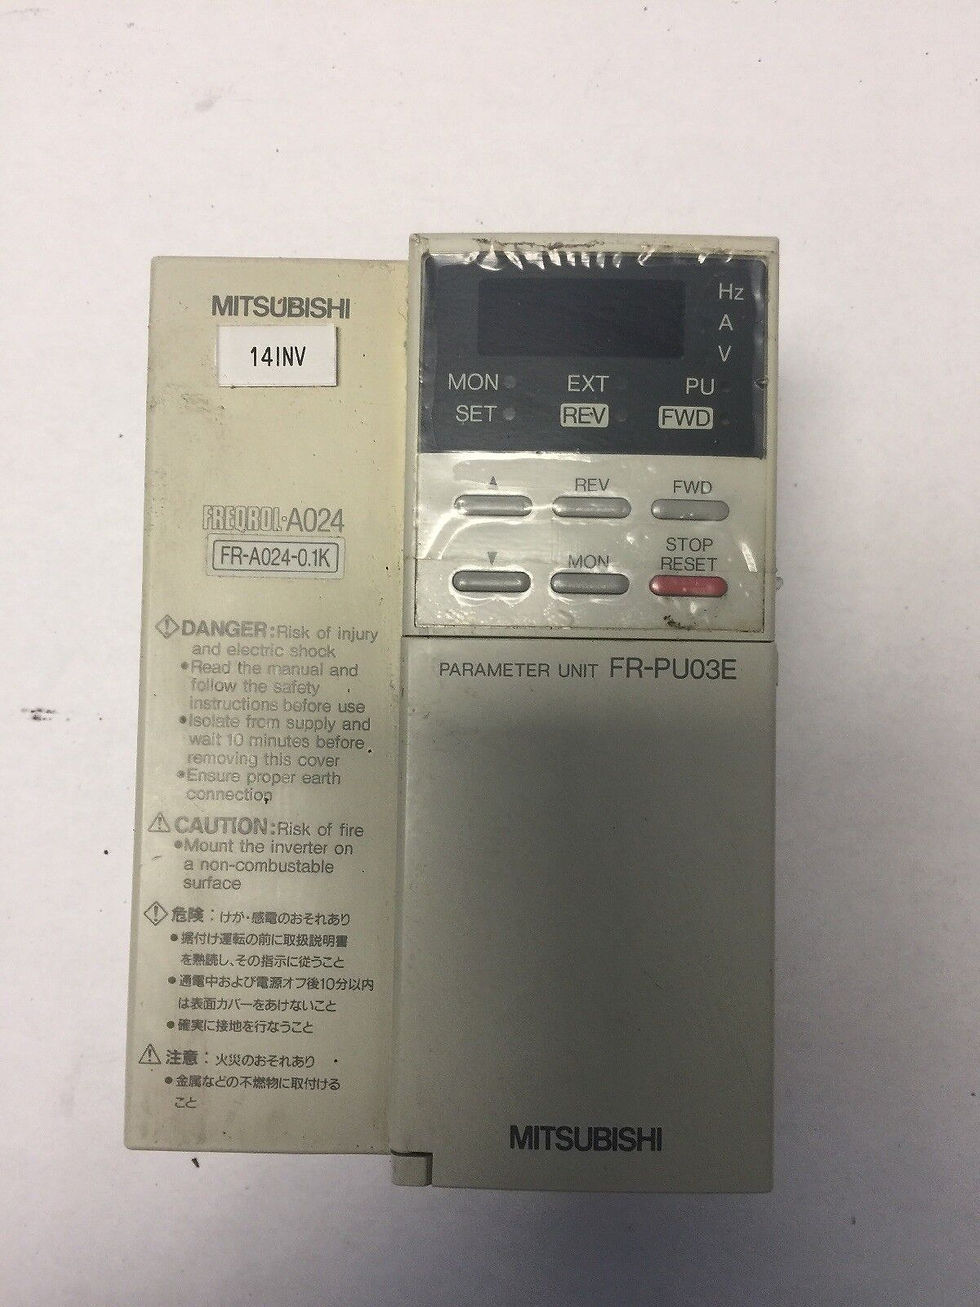 MITSUBISHI
14INV
FREQROL-A024
FR-A024-0.1K
DANGER:Risk of injury
and electric shock
•Read the manual and
follow the safety
instructions before use
•Isolate from supply and
wait 10 minutes before
removing this cover
•Ensure proper earth
connection
CAUTION:Risk of fire
•Mount the inverter on
a non-combustable
surface
危険：けが・感電のおそれあり
•据付け運転の前に取扱説明書
を熟読し、その指示に従うこと
•通電中および電源オフ後10分以内
は表面カバーをあけないこと
•確実に接地を行なうこと
注意：火災のおそれあり
•金属などの不燃物に取付ける
こと
Hz
A
V
MON EXT PU
SET REV FWD
▲ REV FWD
STOP
▼ MON RESET
PARAMETER UNIT FR-PU03E
MITSUBISHI